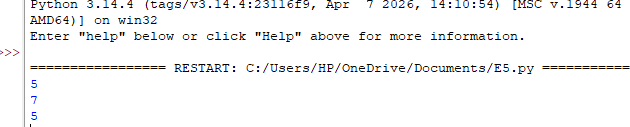 Python 3.14.4 (tags/v3.14.4:23116f9, Apr  7 2026, 14:10:54) [MSC v.1944 64
AMD64)] on win32
Enter "help" below or click "Help" above for more information.
>>>
================= RESTART: C:/Users/HP/OneDrive/Documents/E5.py ===========
5
7
5